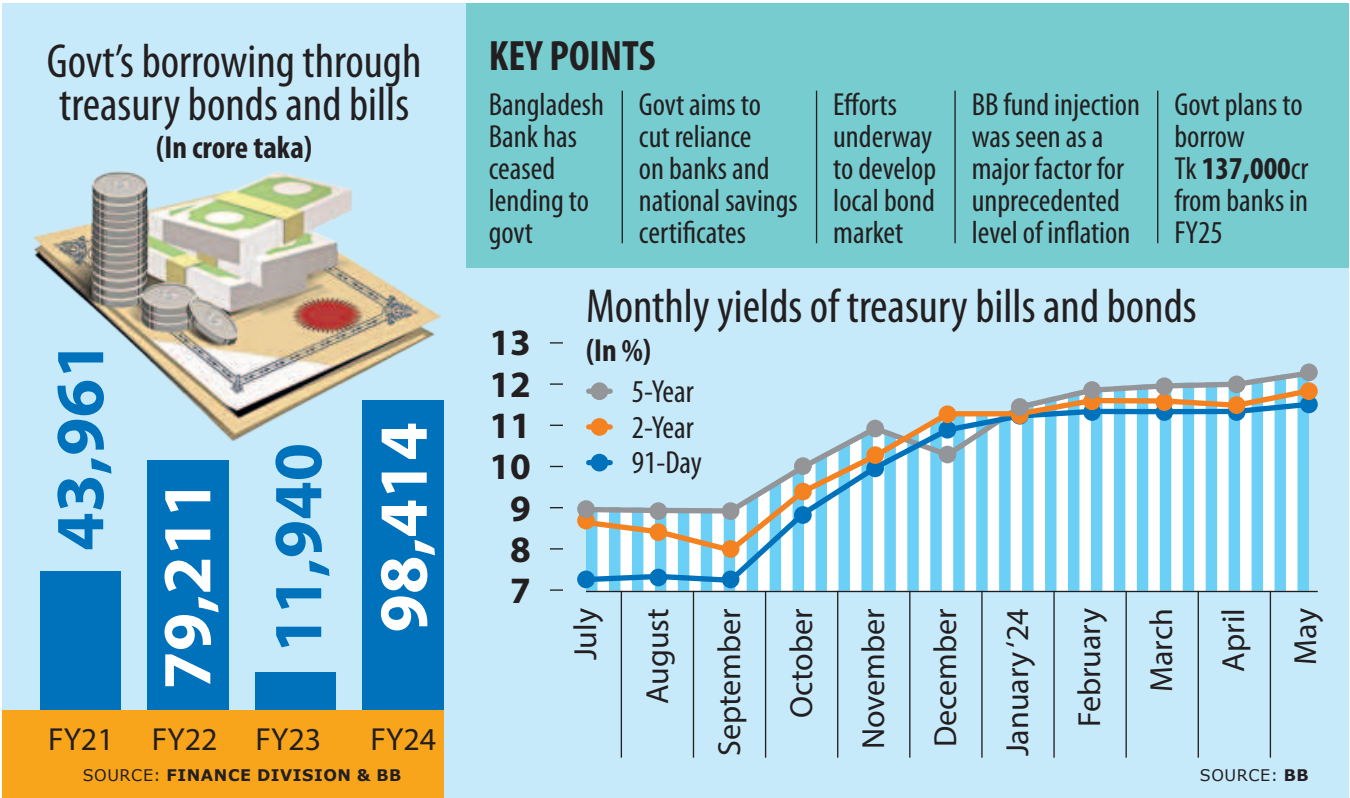 Govt's borrowing through
treasury bonds and bills
(In crore taka)
43,961
79,211
11,940
98,414
FY21
FY22
FY23
FY24
SOURCE: FINANCE DIVISION & BB
KEY POINTS
Bangladesh
Bank has
ceased
lending to
govt
Govt aims to
cut reliance
on banks and
national savings
certificates
Efforts
underway
to develop
local bond
market
BB fund injection
was seen as a
major factor for
unprecedented
level of inflation
Govt plans to
borrow
Tk 137,000cr
from banks in
FY25
Monthly yields of treasury bills and bonds
(In %)
5-Year
2-Year
91-Day
13
12
11
10
9
8
7
July
August
September
October
November
December
January '24
February
March
April
May
SOURCE: BB